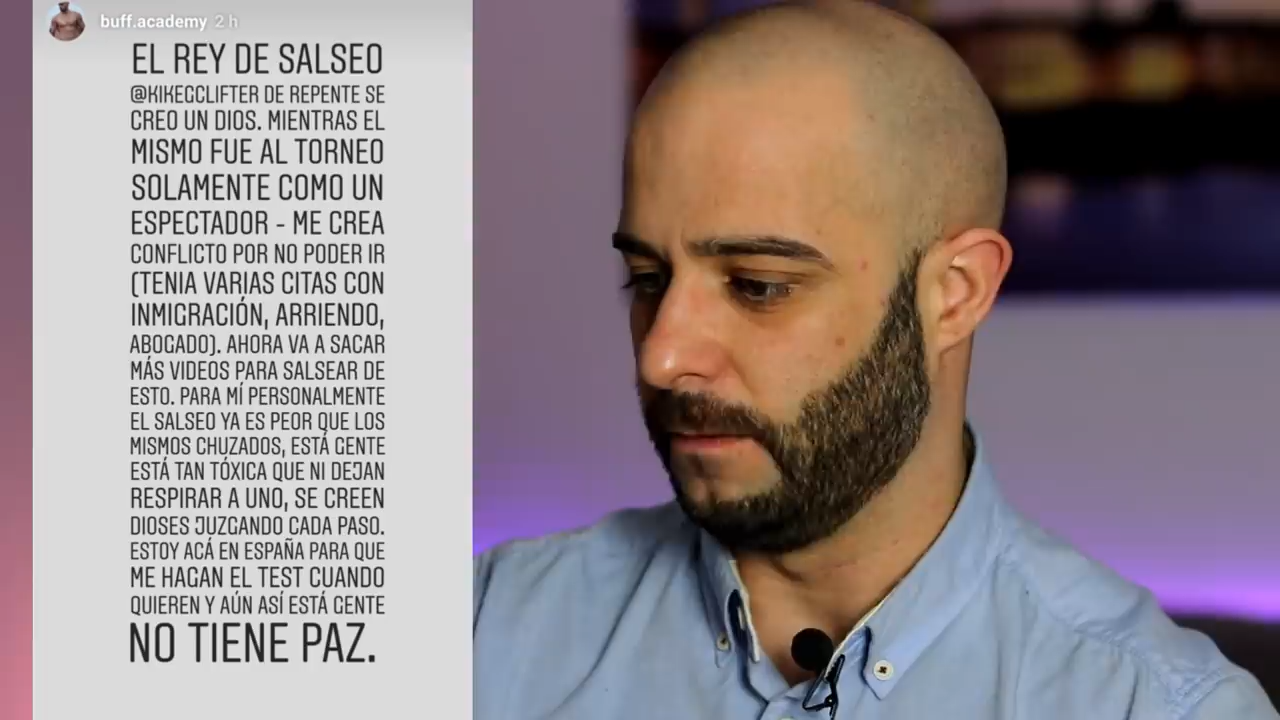 buff.academy 2 h
EL REY DE SALSEO
@KIKEGCLIFTER DE REPENTE SE
CREO UN DIOS. MIENTRAS EL
MISMO FUE AL TORNEO
SOLAMENTE COMO UN
ESPECTADOR - ME CREA
CONFLICTO POR NO PODER IR
(TENIA VARIAS CITAS CON
INMIGRACIÓN, ARRIENDO,
ABOGADO). AHORA VA A SACAR
MÁS VIDEOS PARA SALSEAR DE
ESTO. PARA MÍ PERSONALMENTE
EL SALSEO YA ES PEOR QUE LOS
MISMOS CHUZADOS, ESTÁ GENTE
ESTÁ TAN TÓXICA QUE NI DEJAN
RESPIRAR A UNO, SE CREEN
DIOSES JUZGANDO CADA PASO.
ESTOY ACÁ EN ESPAÑA PARA QUE
ME HAGAN EL TEST CUANDO
QUIEREN Y AÚN ASÍ ESTÁ GENTE
NO TIENE PAZ.